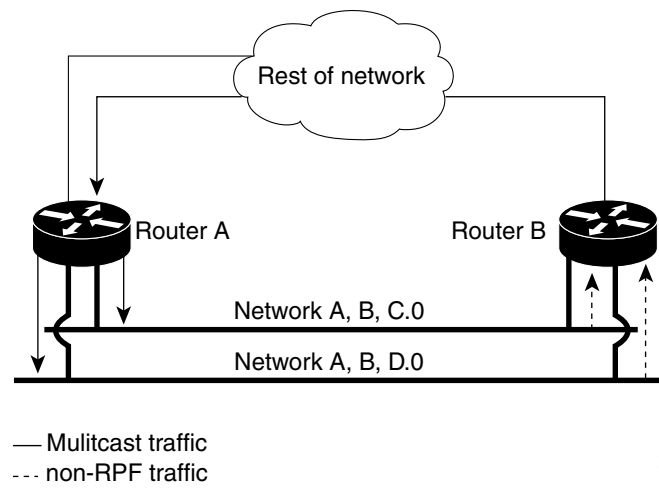 Rest of network
Router A
Router B
Network A, B, C.0
Network A, B, D.0
Mulitcast traffic
non-RPF traffic